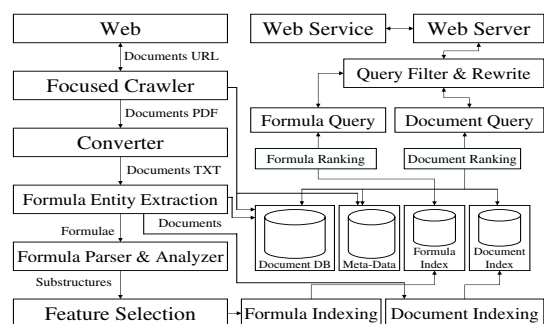 Web
Documents URL
Focused Crawler
Documents PDF
Converter
Documents TXT
Formula Entity Extraction
Formulae
Documents
Formula Parser & Analyzer
Substructures
Feature Selection
Web Service
Web Server
Query Filter & Rewrite
Formula Query
Document Query
Formula Ranking
Document Ranking
Document DB
Meta-Data
Formula
Index
Document
Index
Formula Indexing
Document Indexing